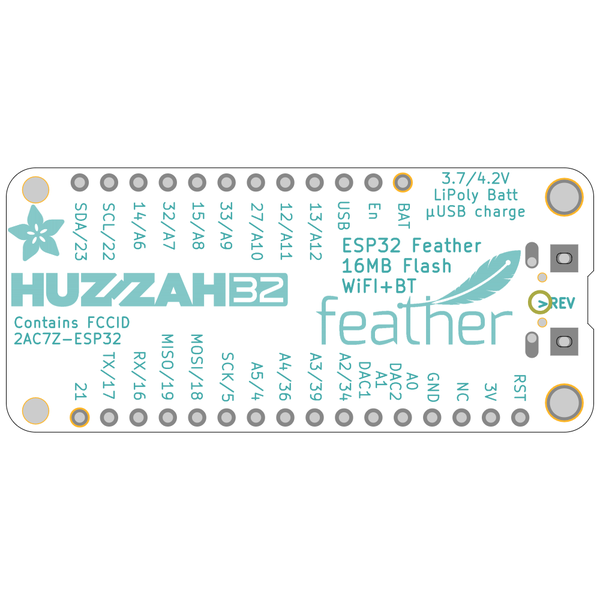 3.7/4.2V
LiPoly Batt
µUSB charge
SDA/23
SCL/22
14/A6
32/A7
15/A8
33/A9
27/A10
12/A11
13/A12
USB
En
BAT
ESP32 Feather
16MB Flash
WiFI+BT
HUZZAH32
feather
>REV
Contains FCCID
2AC7Z-ESP32
21
TX/17
RX/16
MISO/19
MOSI/18
SCK/5
A5/4
A4/36
A3/39
A2/34
DAC1
A1
DAC2
A0
GND
NC
3V
RST